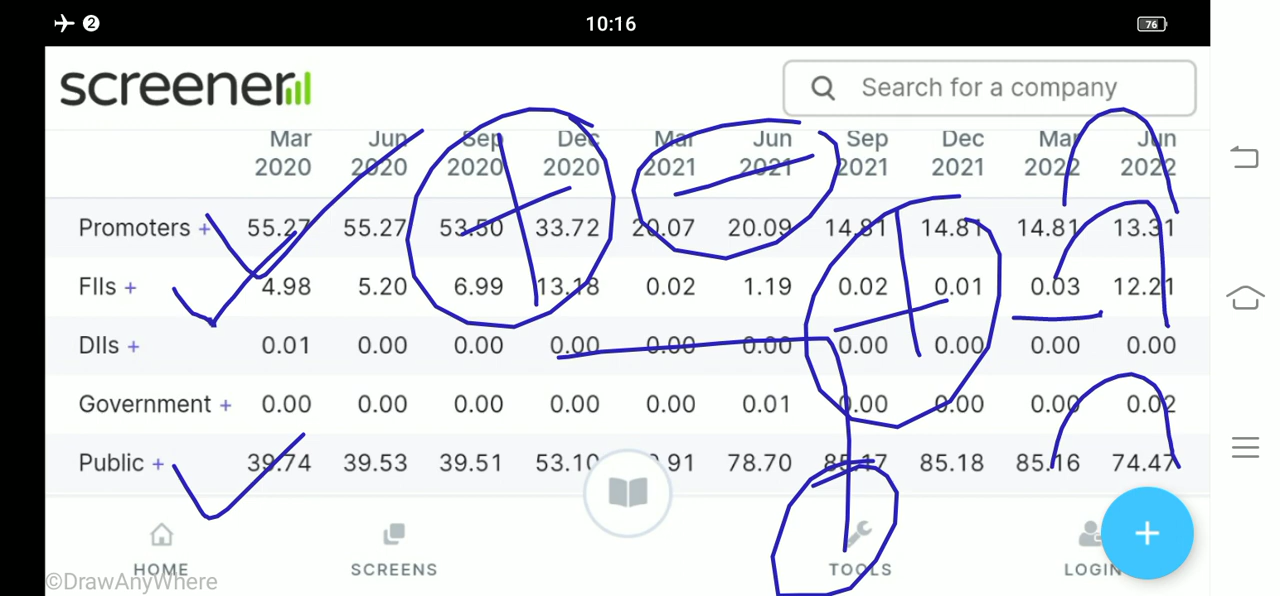 2 10:16 76
screener Search for a company
Mar Jun Sep Dec Mar Jun Sep Dec Mar Jun
2020 2020 2020 2020 2021 2021 2021 2021 2022 2022
Promoters + 55.27 55.27 53.50 33.72 20.07 20.09 14.81 14.81 14.81 13.31
FIIs + 4.98 5.20 6.99 13.18 0.02 1.19 0.02 0.01 0.03 12.21
DIIs + 0.01 0.00 0.00 0.00 0.00 0.00 0.00 0.00 0.00 0.00
Government + 0.00 0.00 0.00 0.00 0.00 0.01 0.00 0.00 0.00 0.02
Public + 39.74 39.53 39.51 53.10 .91 78.70 85.17 85.18 85.16 74.47
HOME SCREENS TOOLS LOGIN
©DrawAnyWhere